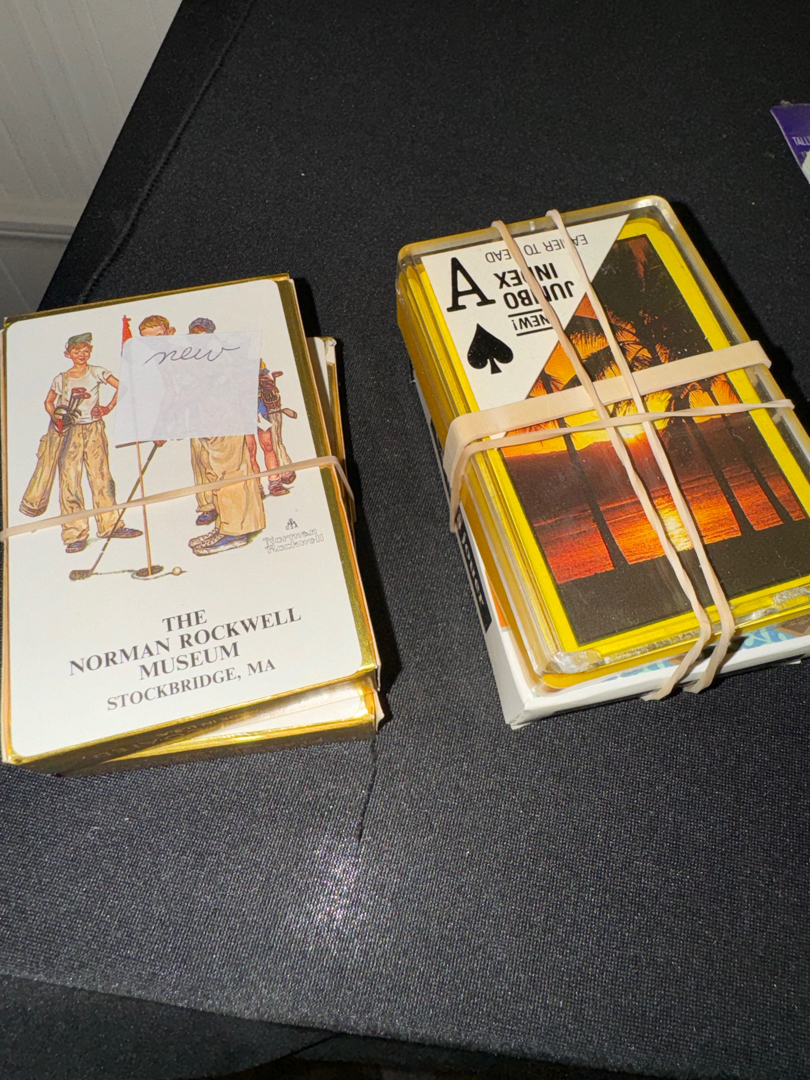 new
Norman
Rockwell
THE
NORMAN ROCKWELL
MUSEUM
STOCKBRIDGE, MA
A
NEW!
JUMBO
INDEX
EASIER TO READ